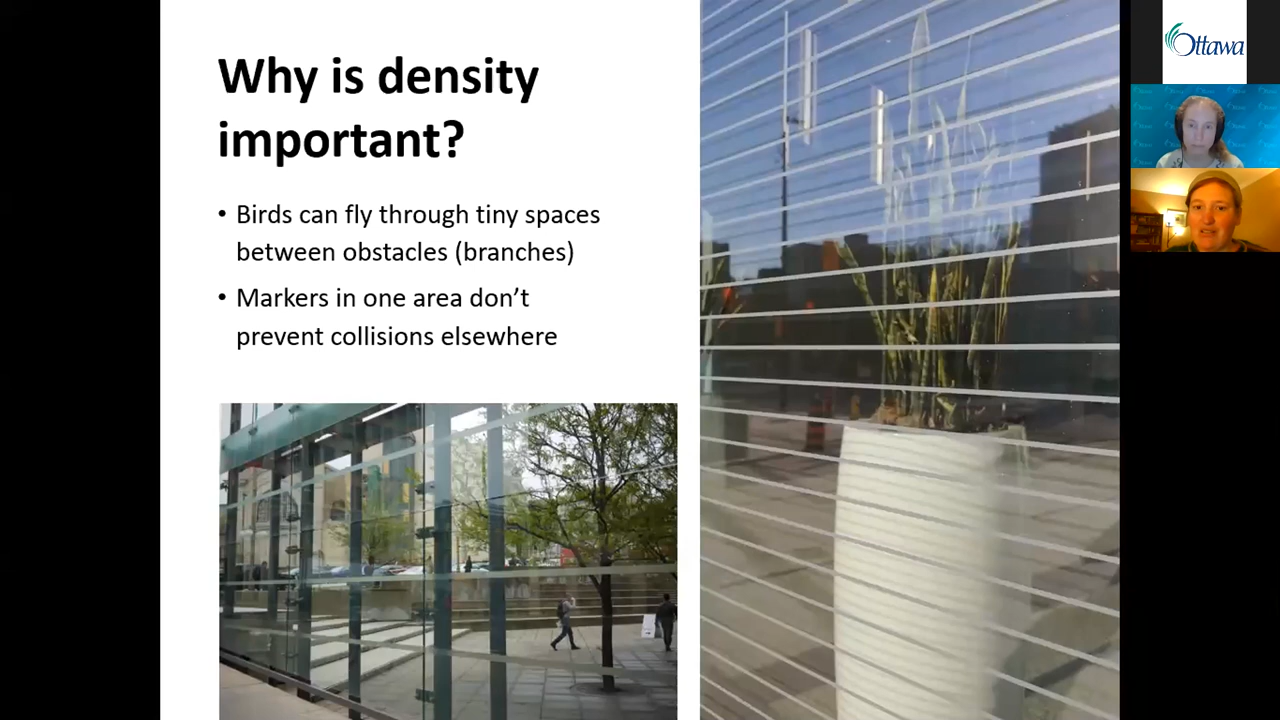 Why is density
important?
• Birds can fly through tiny spaces
between obstacles (branches)
• Markers in one area don't
prevent collisions elsewhere
Ottawa